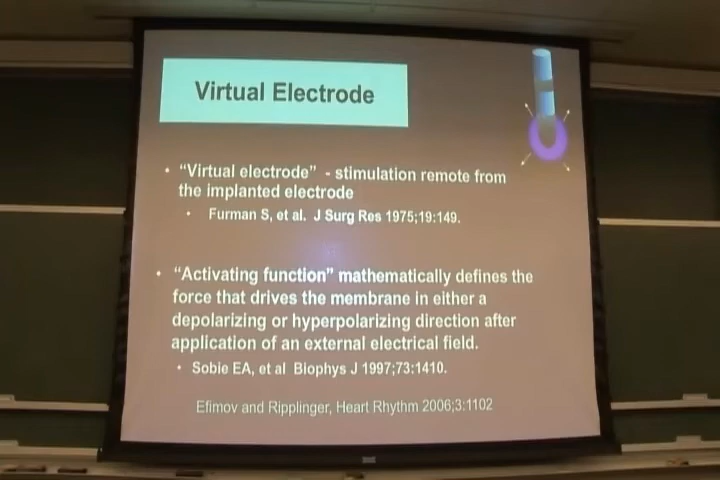 Virtual Electrode
• “Virtual electrode” - stimulation remote from
the implanted electrode
• Furman S, et al. J Surg Res 1975;19:149.
• “Activating function” mathematically defines the
force that drives the membrane in either a
depolarizing or hyperpolarizing direction after
application of an external electrical field.
• Sobie EA, et al Biophys J 1997;73:1410.
Efimov and Ripplinger, Heart Rhythm 2006;3:1102